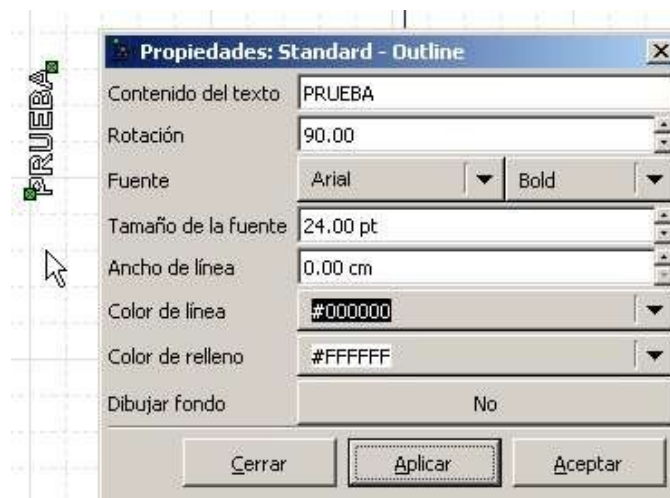 PRUEBA
Propiedades: Standard - Outline
Contenido del texto PRUEBA
Rotación 90.00
Fuente Arial Bold
Tamaño de la fuente 24.00 pt
Ancho de línea 0.00 cm
Color de línea #000000
Color de relleno #FFFFFF
Dibujar fondo No
Cerrar Aplicar Aceptar